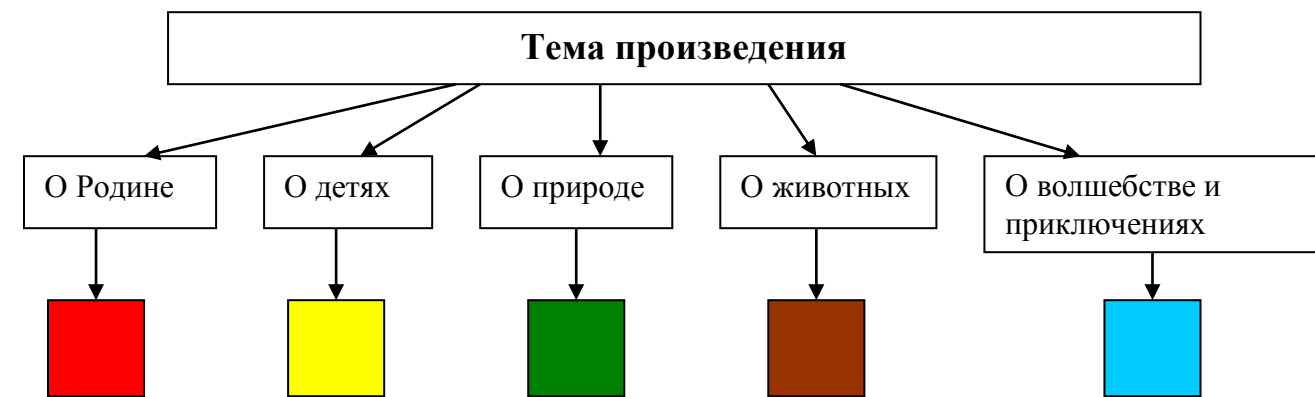 Тема произведения
О Родине
О детях
О природе
О животных
О волшебстве и
приключениях